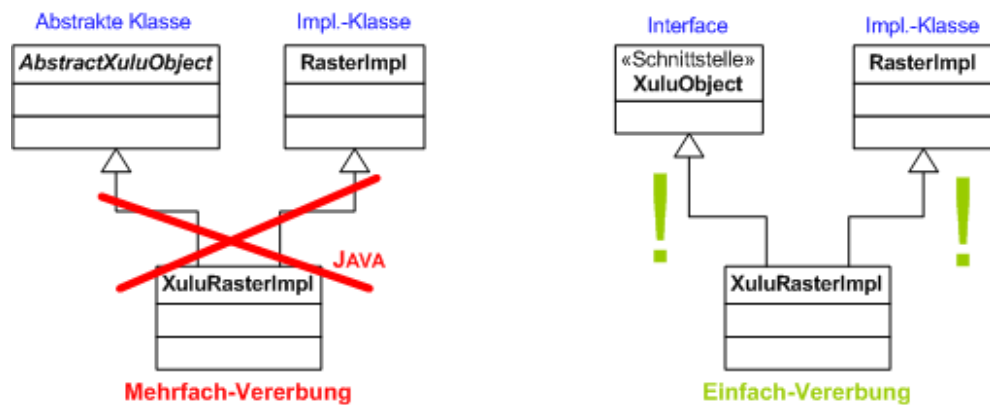 Abstrakte Klasse
AbstractXuluObject
Impl.-Klasse
RasterImpl
JAVA
XuluRasterImpl
Mehrfach-Vererbung
Interface
«Schnittstelle»
XuluObject
Impl.-Klasse
RasterImpl
!
!
XuluRasterImpl
Einfach-Vererbung